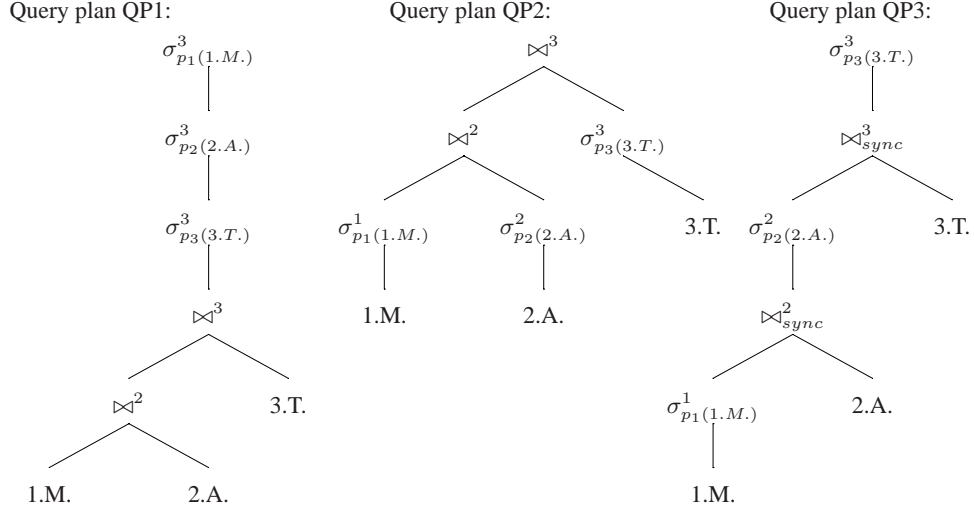 Query plan QP1: Query plan QP2: Query plan QP3:
σ³p₁(1.M.) ⋈³ σ³p₃(3.T.)
σ³p₂(2.A.) ⋈² σ³p₃(3.T.) ⋈³sync
σ³p₃(3.T.) σ¹p₁(1.M.) σ²p₂(2.A.) 3.T. σ²p₂(2.A.) 3.T.
⋈³ 1.M. 2.A. ⋈²sync
⋈² 3.T. σ¹p₁(1.M.) 2.A.
1.M. 2.A. 1.M.